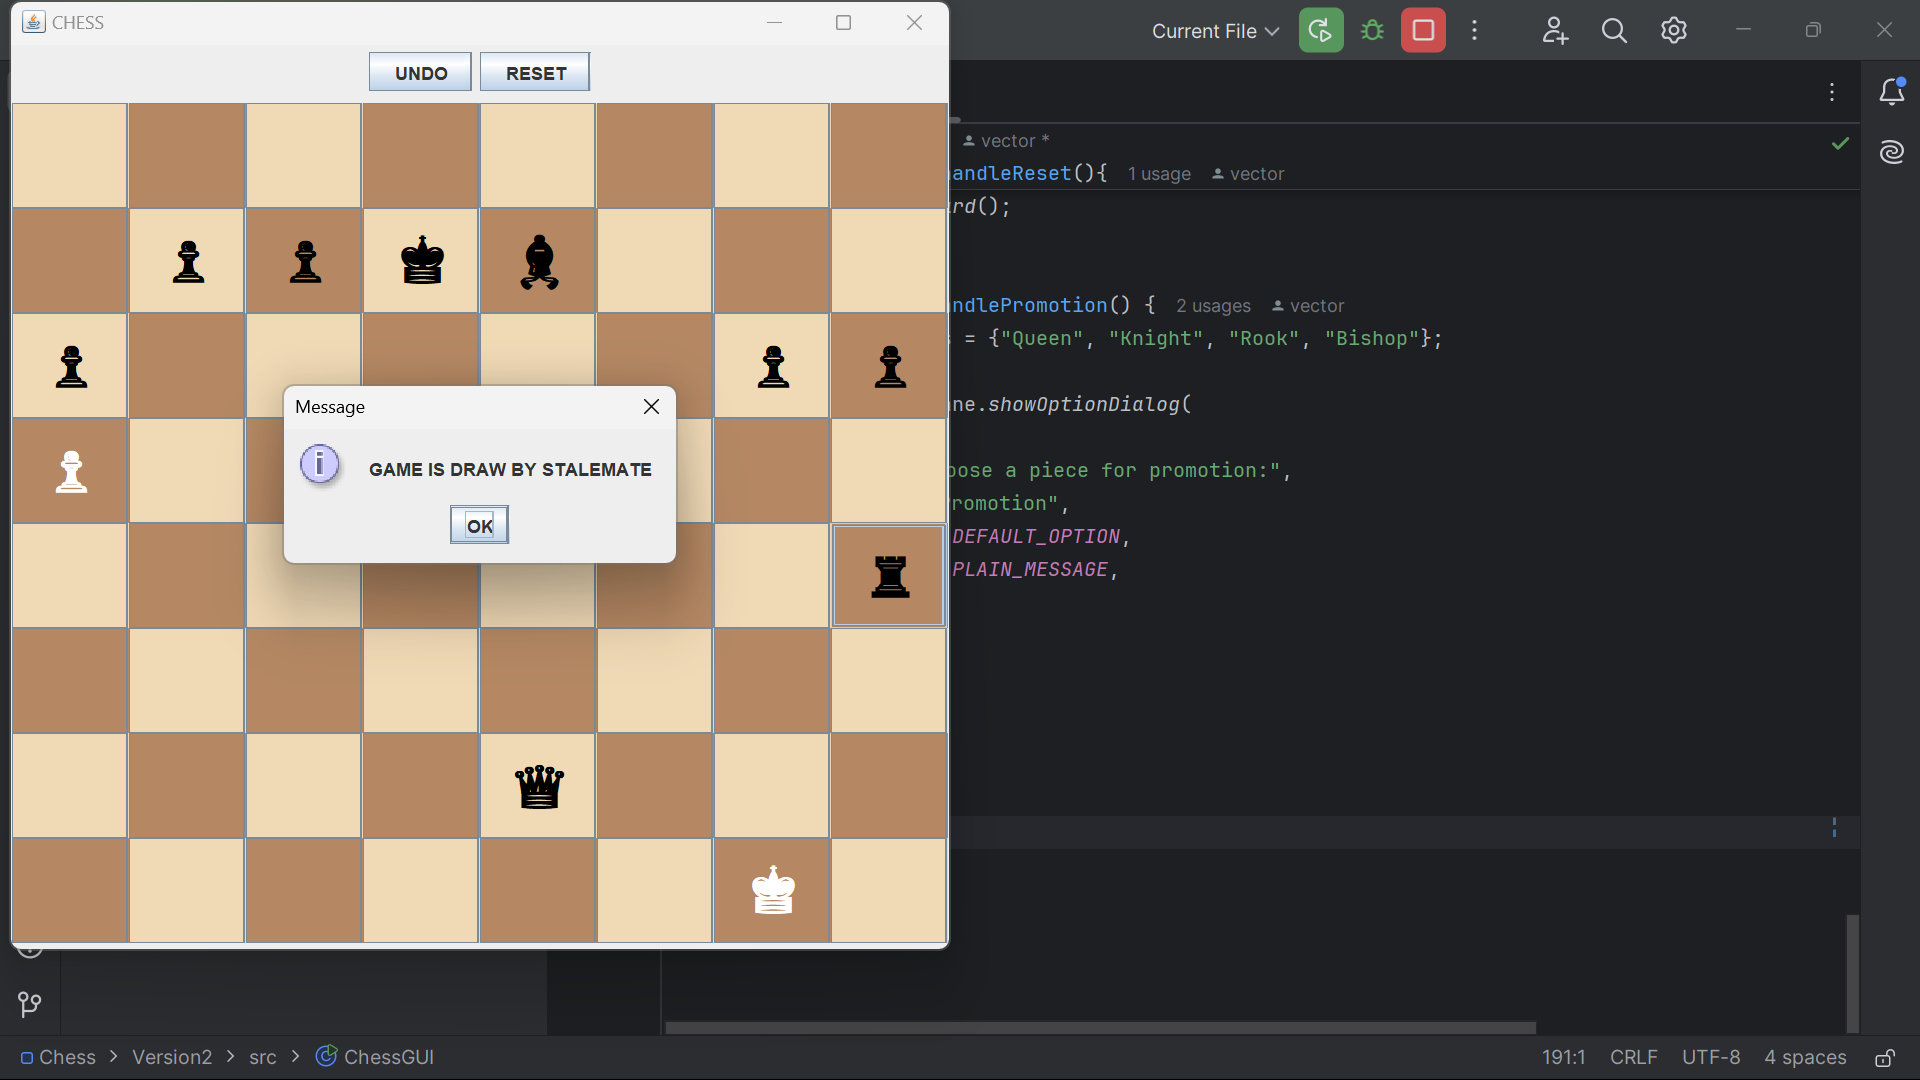 CHESS
Current File
UNDO RESET
vector *
andleReset(){ 1 usage vector
rd();
ndlePromotion() { 2 usages vector
= {"Queen", "Knight", "Rook", "Bishop"};
Message
ne.showOptionDialog(
GAME IS DRAW BY STALEMATE
oose a piece for promotion:",
romotion",
OK
DEFAULT_OPTION,
PLAIN_MESSAGE,
Chess > Version2 > src > ChessGUI
191:1 CRLF UTF-8 4 spaces